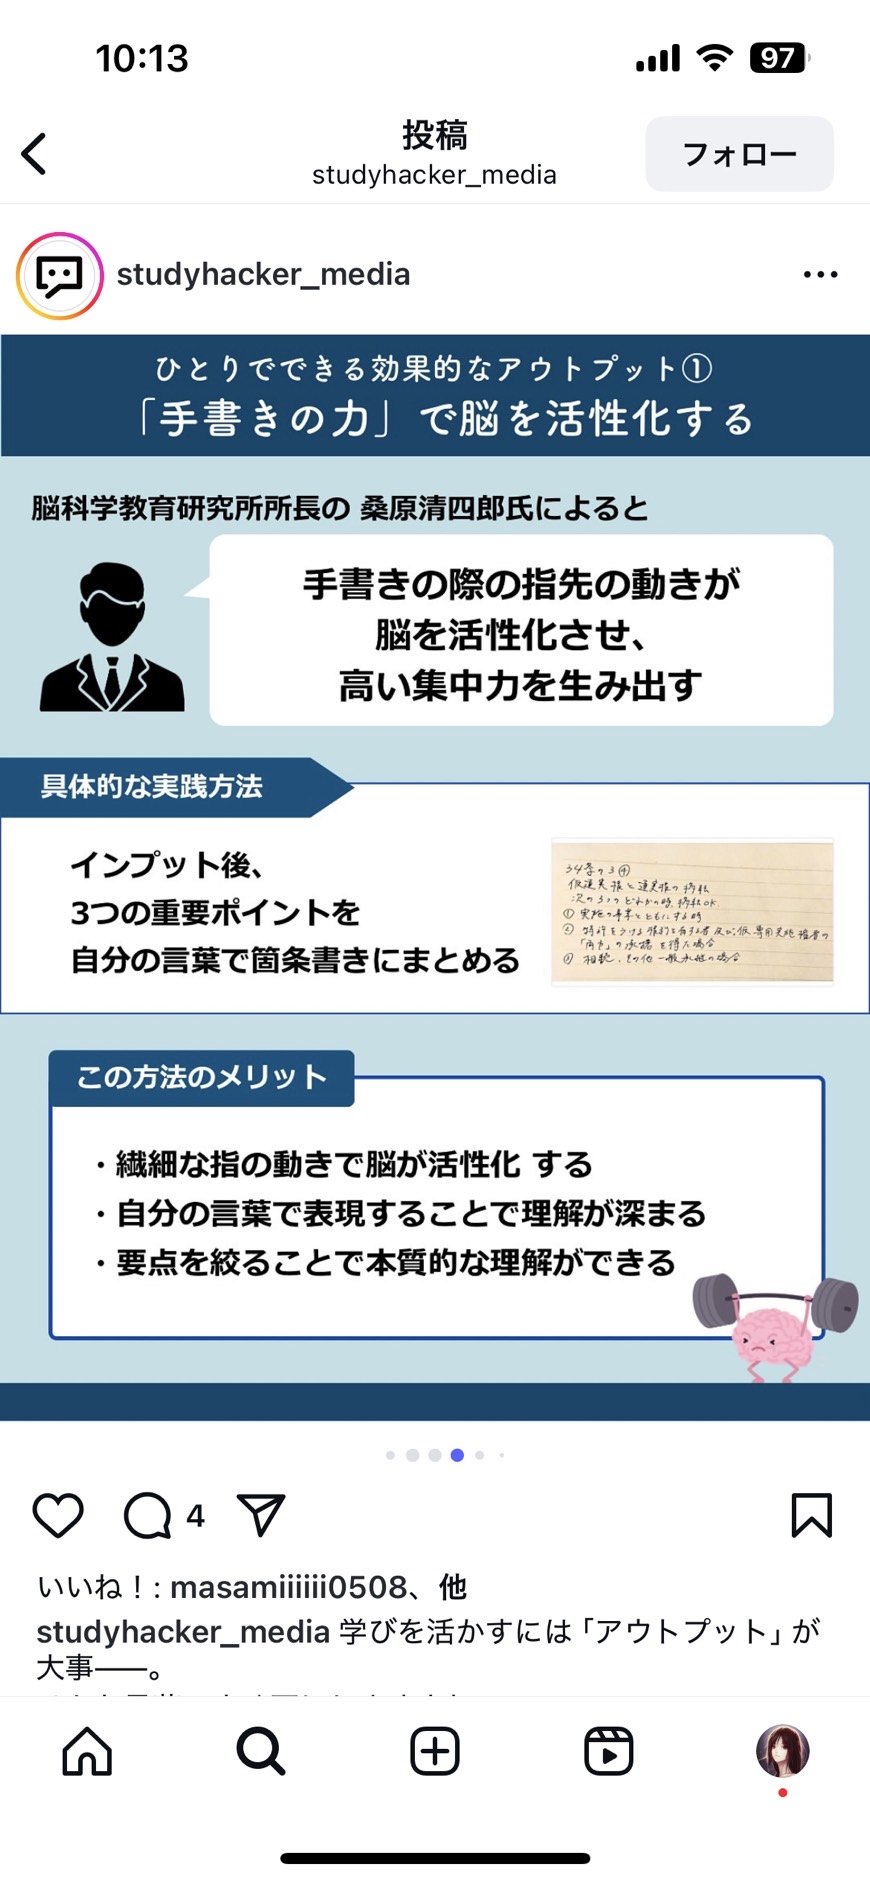 10:13
97
投稿
studyhacker_media
フォロー
studyhacker_media
ひとりでできる効果的なアウトプット①
「手書きの力」で脳を活性化する
脳科学教育研究所所長の 桑原清四郎氏によると
手書きの際の指先の動きが
脳を活性化させ、
高い集中力を生み出す
具体的な実践方法
インプット後、
3つの重要ポイントを
自分の言葉で箇条書きにまとめる
この方法のメリット
・繊細な指の動きで脳が活性化 する
・自分の言葉で表現することで理解が深まる
・要点を絞ることで本質的な理解ができる
4
いいね！: masamiiiiiii0508、他
studyhacker_media 学びを活かすには「アウトプット」が
大事——。